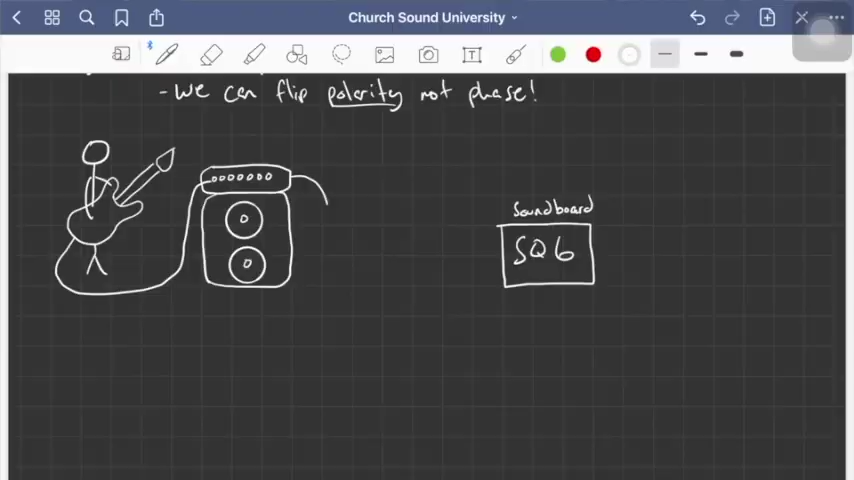 Church Sound University
- we can flip polarity not phase!
Soundboard
SQ6